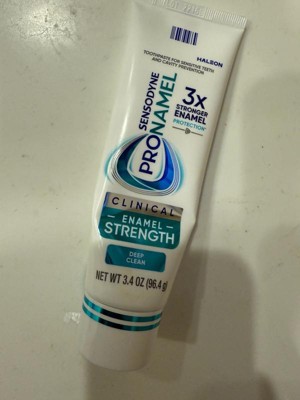 HALEON
TOOTHPASTE FOR SENSITIVE TEETH
AND CAVITY PREVENTION
SENSODYNE
PRONAMEL
3X
STRONGER
ENAMEL
PROTECTION*
CLINICAL
ENAMEL
STRENGTH
DEEP
CLEAN
NET WT 3.4 OZ (96.4 g)